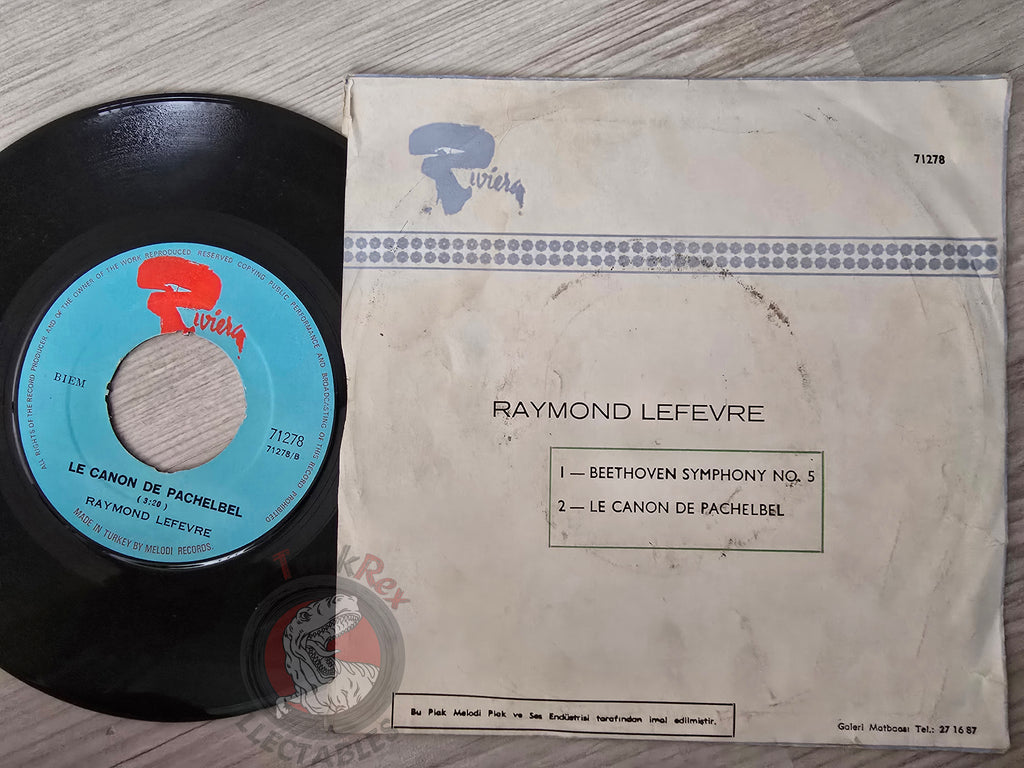 Riviera
ALL RIGHTS OF THE RECORD PRODUCER AND OF THE OWNER OF THE WORK REPRODUCED RESERVED COPYING PUBLIC PERFORMANCE AND BROADCASTING OF THIS RECORD PROHIBITED
BIEM
71278
71278/B
LE CANON DE PACHELBEL
(3:20)
RAYMOND LEFEVRE
MADE IN TURKEY BY MELODI RECORDS.
Riviera
71278
RAYMOND LEFEVRE
1 — BEETHOVEN SYMPHONY NO. 5
2 — LE CANON DE PACHELBEL
Bu Plak Melodi Plak ve Ses Endüstrisi tarafından imal edilmiştir.
Galeri Matbaası Tel.: 27 16 87